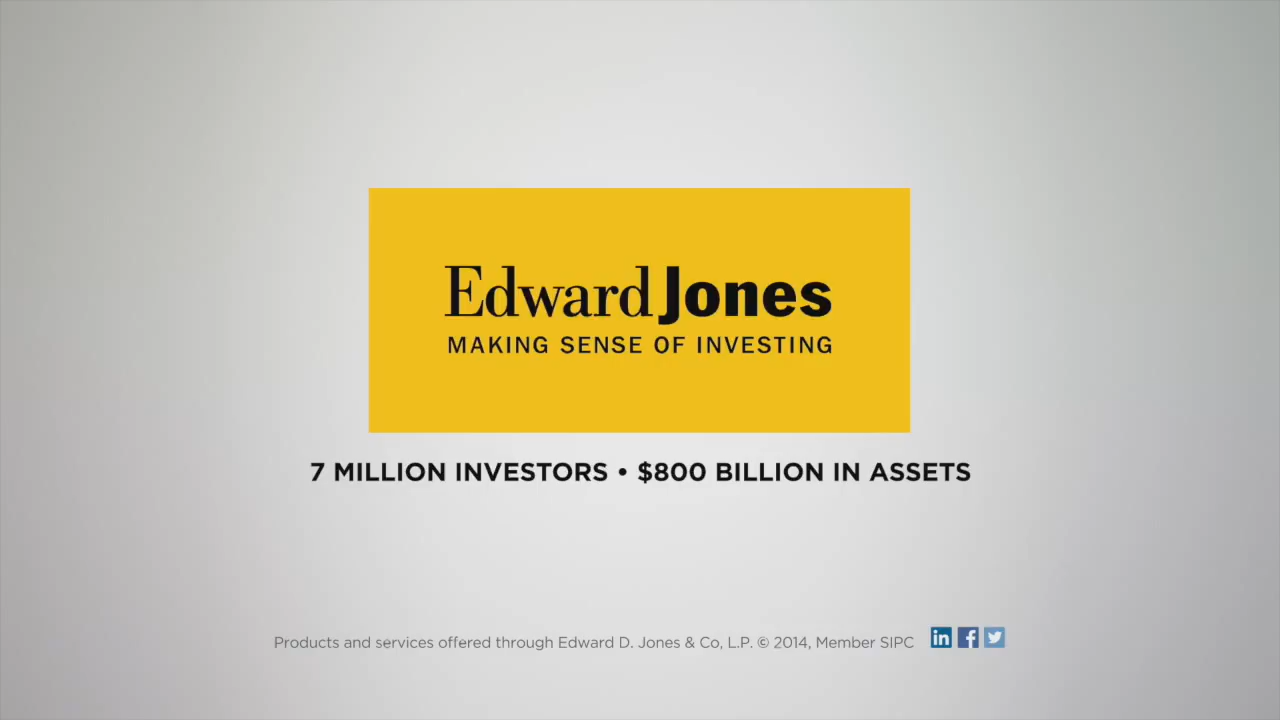 Edward Jones
MAKING SENSE OF INVESTING
7 MILLION INVESTORS • $800 BILLION IN ASSETS
Products and services offered through Edward D. Jones & Co, L.P. © 2014, Member SIPC in f